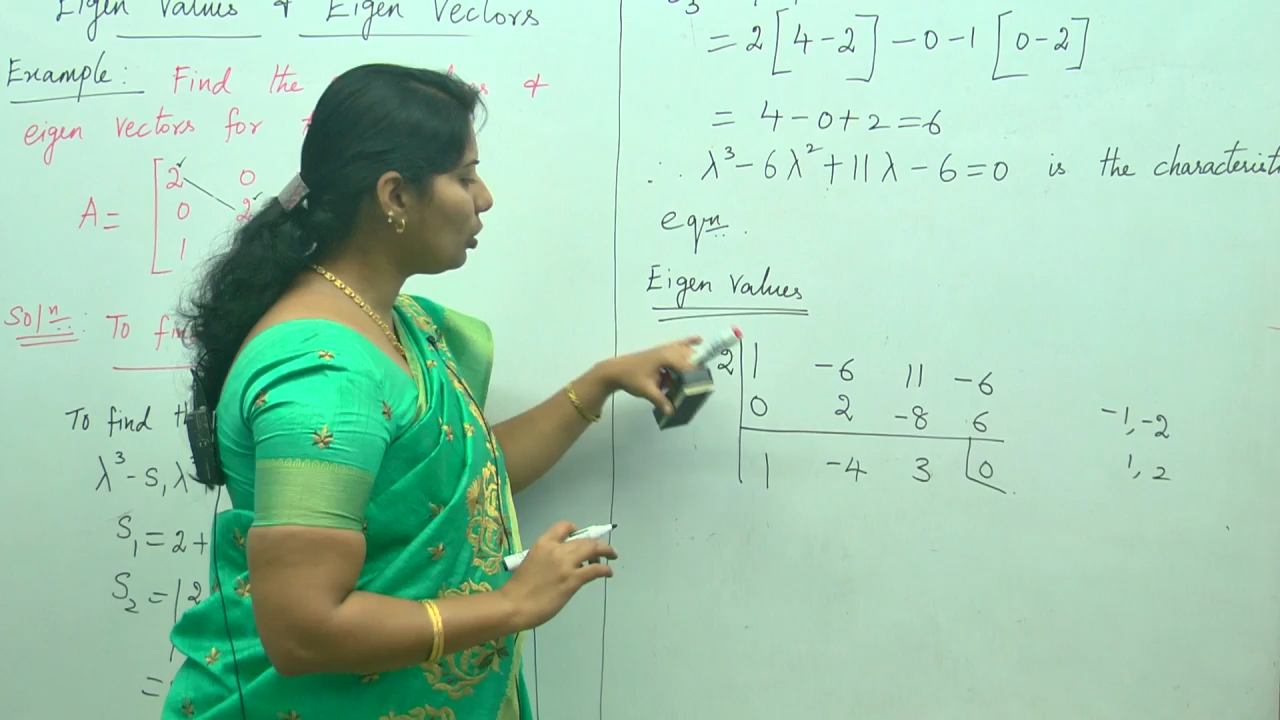 Eigen Values & Eigen Vectors
Example: Find the &
eigen vectors for
A = [2 0
0 2
1
Soln: To
To find
λ³ - S₁λ
S₁ = 2 +
S₂ = | 2
=
= 2 [4-2] - 0 - 1 [0-2]
= 4 - 0 + 2 = 6
∴ λ³ - 6λ² + 11λ - 6 = 0 is the characterist
eqn.
Eigen Values
2 | 1 -6 11 -6
0 2 -8 6
1 -4 3 0
-1, -2
1, 2